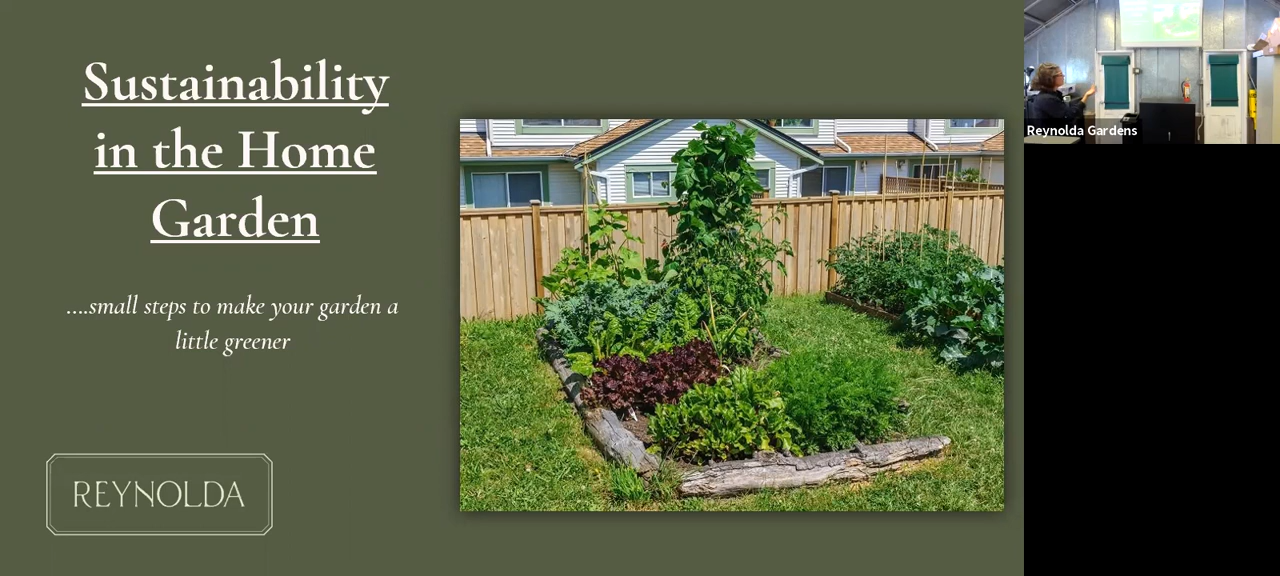 Sustainability
in the Home
Garden
....small steps to make your garden a
little greener
REYNOLDA
Reynolda Gardens